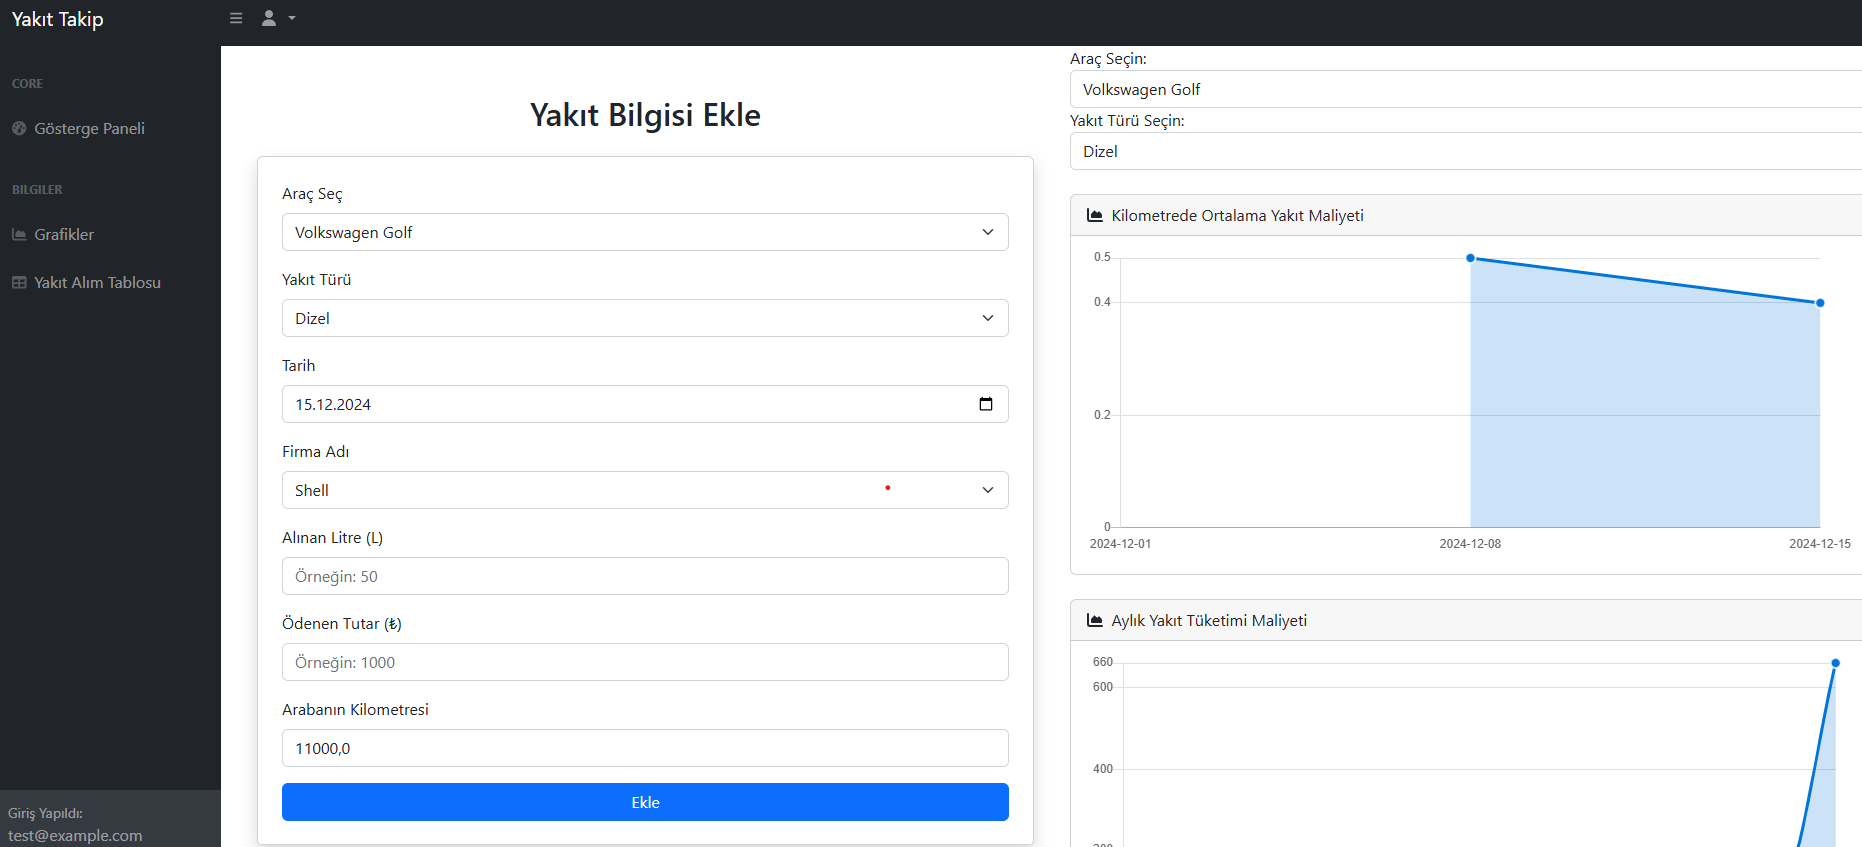 Yakıt Takip
CORE
Gösterge Paneli
BILGILER
Grafikler
Yakıt Alım Tablosu
Giriş Yapıldı:
test@example.com
Yakıt Bilgisi Ekle
Araç Seç
Volkswagen Golf
Yakıt Türü
Dizel
Tarih
15.12.2024
Firma Adı
Shell
Alınan Litre (L)
Örneğin: 50
Ödenen Tutar (₺)
Örneğin: 1000
Arabanın Kilometresi
11000,0
Ekle
Araç Seçin:
Volkswagen Golf
Yakıt Türü Seçin:
Dizel
Kilometrede Ortalama Yakıt Maliyeti
0.5
0.4
0.2
0
2024-12-01 2024-12-08 2024-12-15
Aylık Yakıt Tüketimi Maliyeti
660
600
400